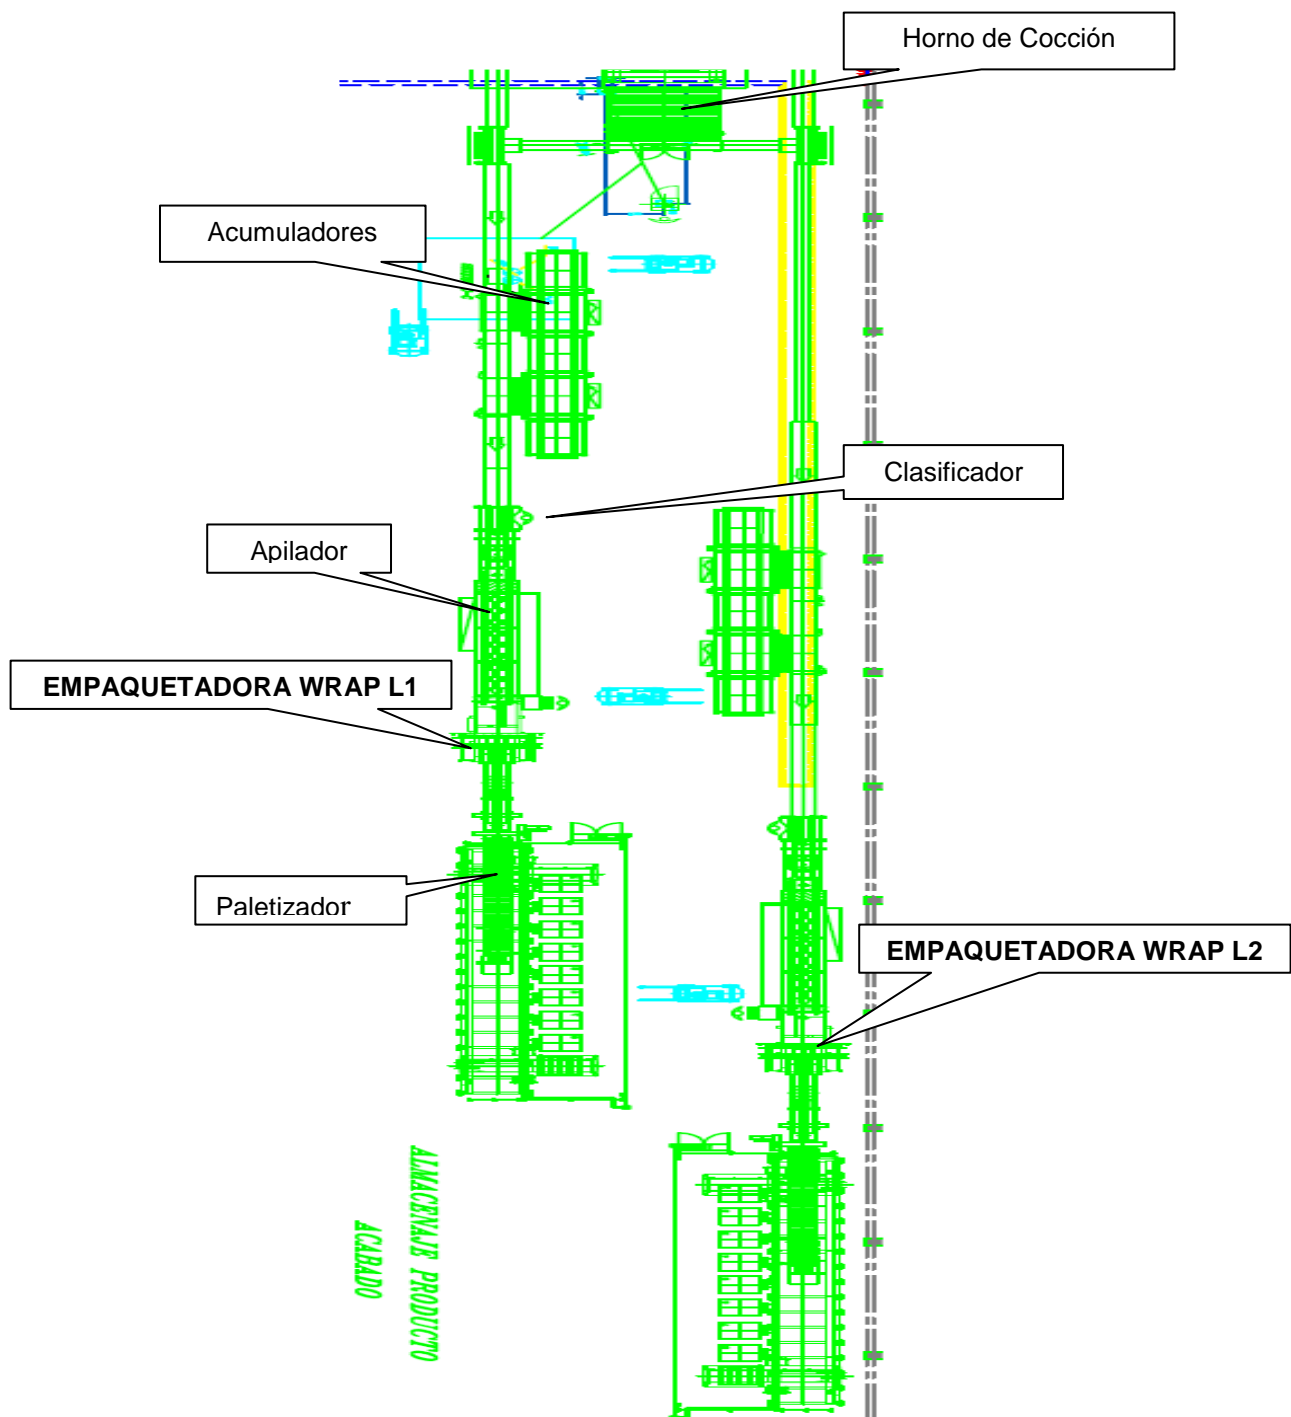 Horno de Cocción
Acumuladores
Clasificador
Apilador
EMPAQUETADORA WRAP L1
Paletizador
EMPAQUETADORA WRAP L2
ALMACENAJE PRODUCTO
ACABADO